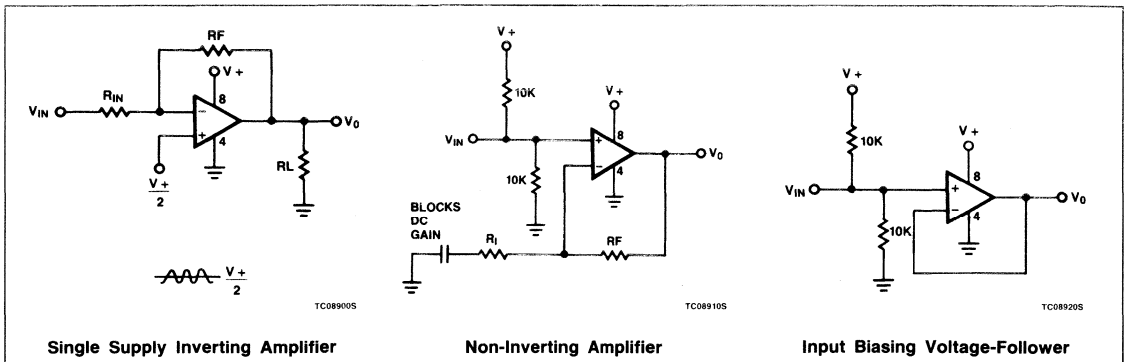 RF
V+
RIN
VIN
8
−
+
4
V0
RL
V+
2
V+
2
TC08900S
Single Supply Inverting Amplifier
V+
10K
V+
VIN
+
8
−
4
V0
10K
BLOCKS
DC
GAIN
RI
RF
TC08910S
Non-Inverting Amplifier
V+
10K
V+
VIN
8
+
−
4
V0
10K
TC08920S
Input Biasing Voltage-Follower